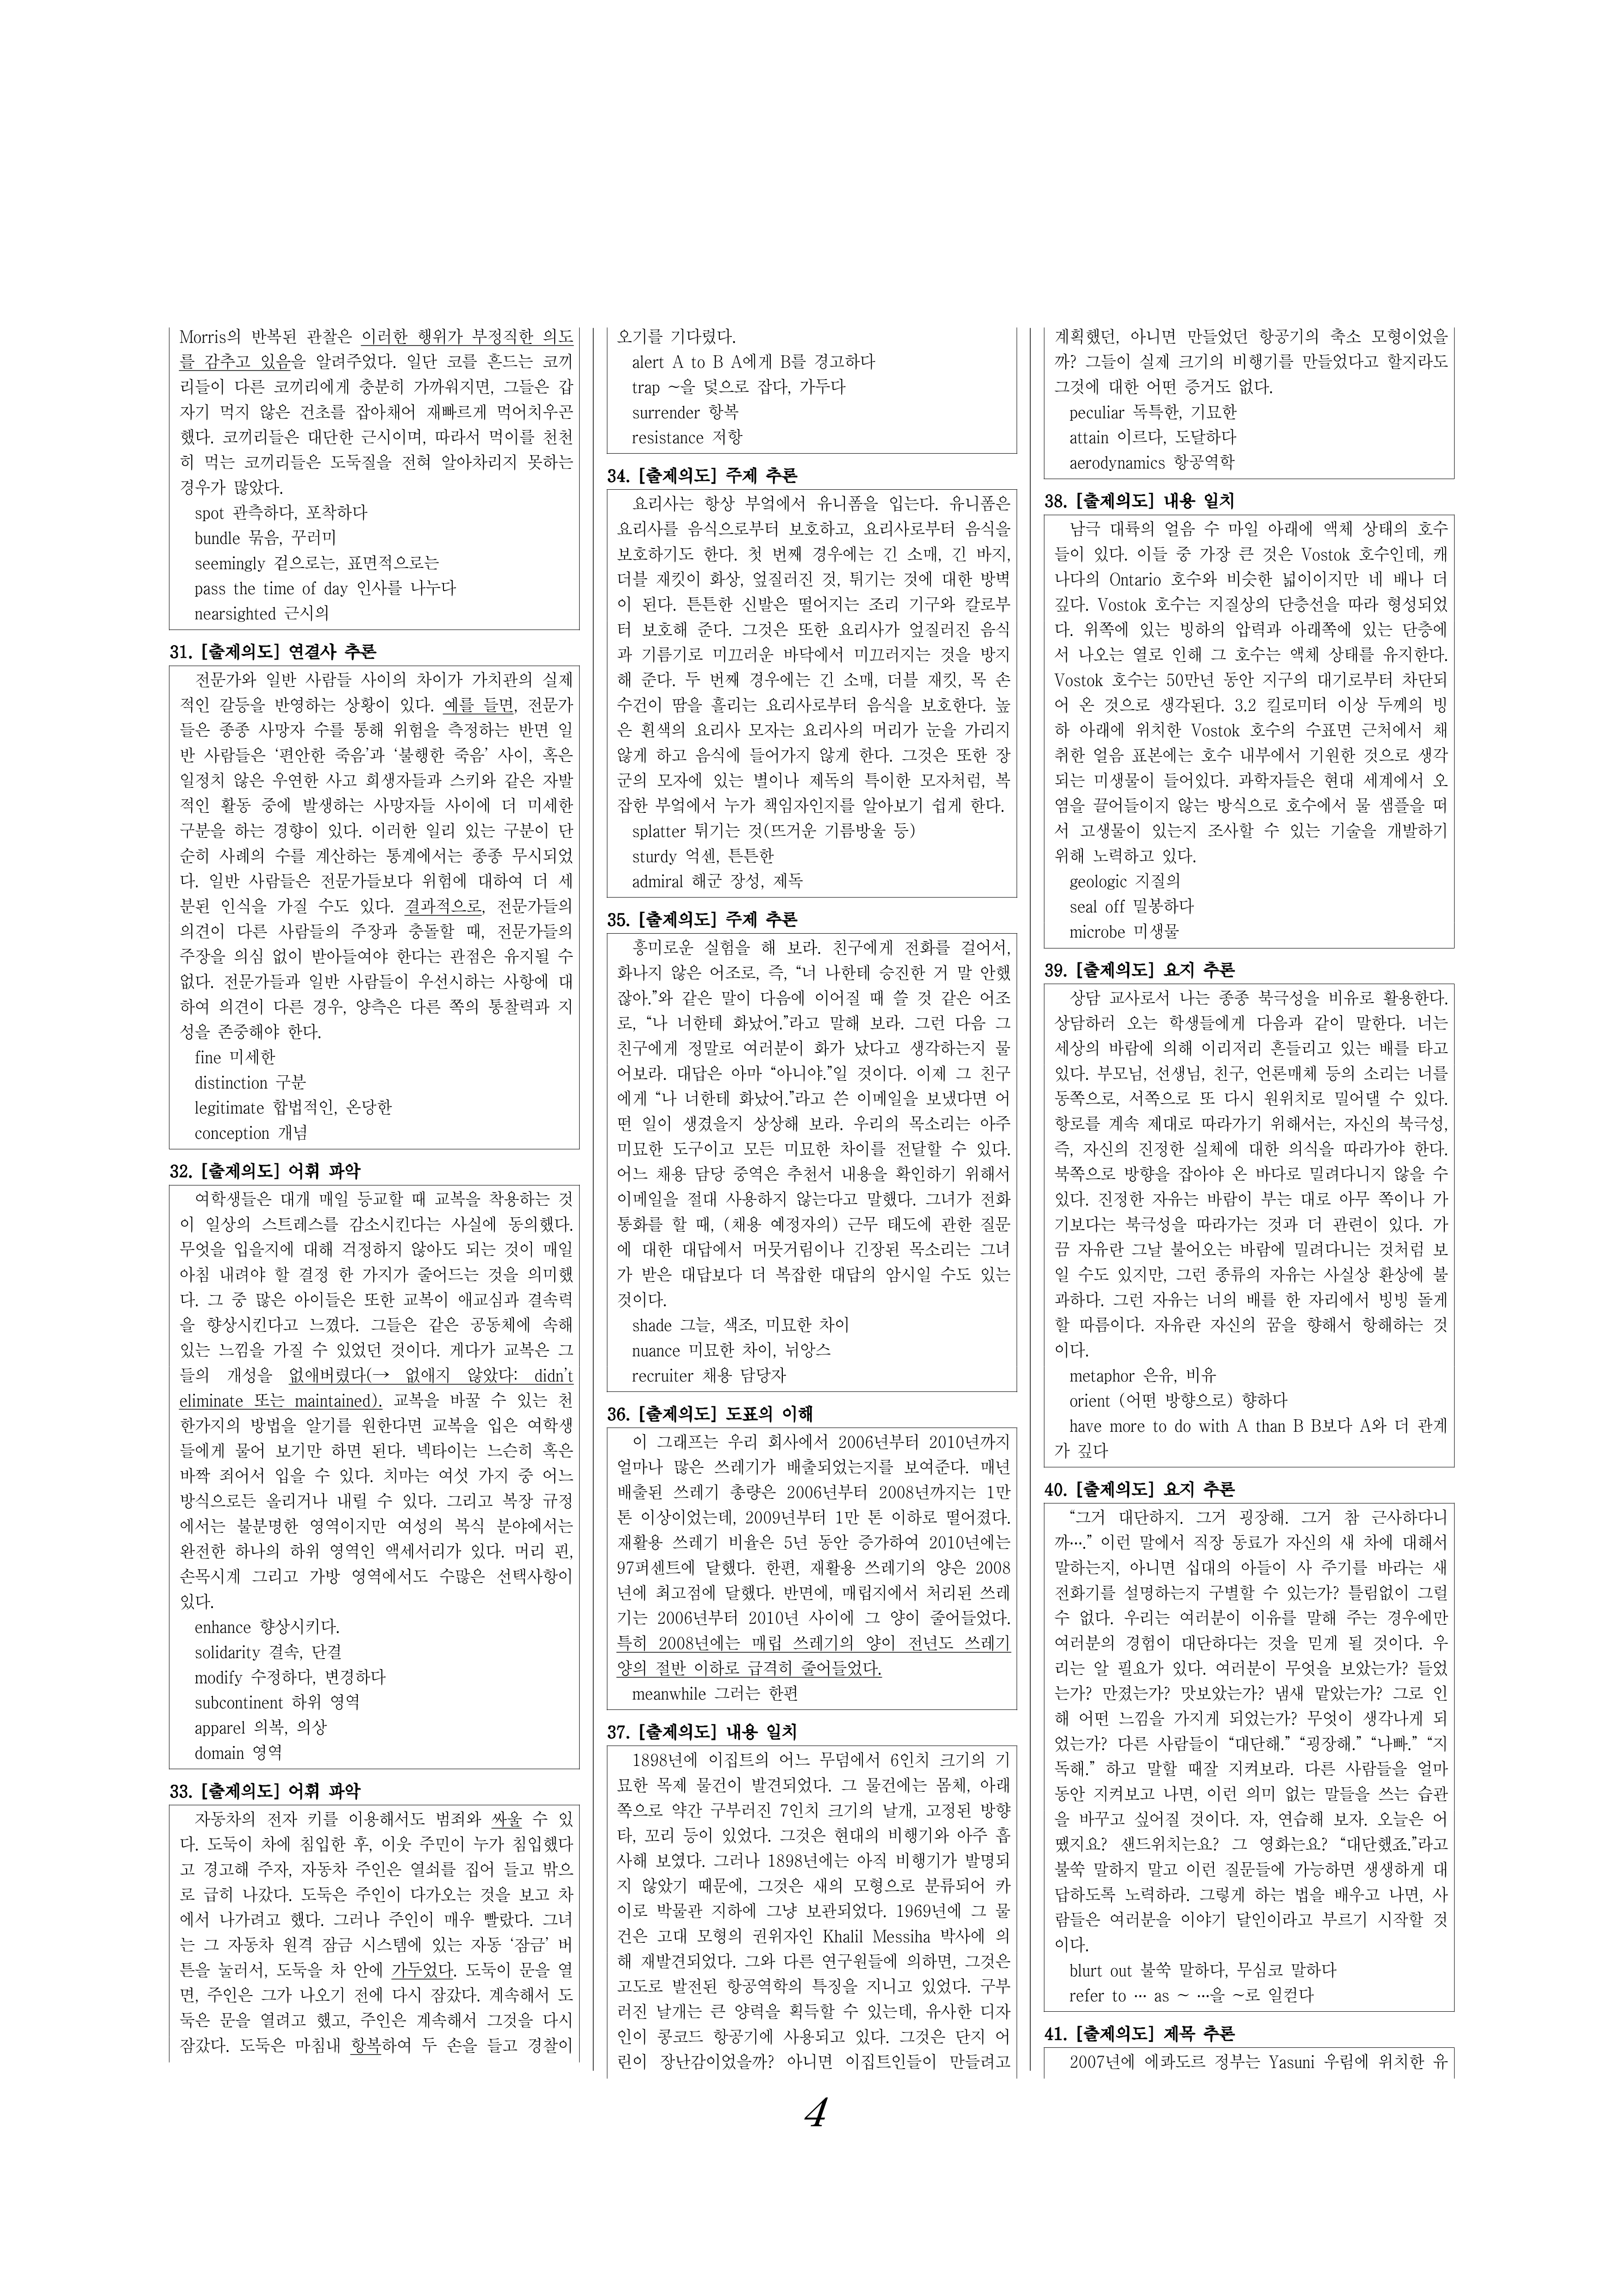 Morris의 반복된 관찰은 이러한 행위가 부정직한 의도
를 감추고 있음을 알려주었다. 일단 코를 흔드는 코끼
리들이 다른 코끼리에게 충분히 가까워지면, 그들은 갑
자기 먹지 않은 건초를 잡아채어 재빠르게 먹어치우곤
했다. 코끼리들은 대단한 근시이며, 따라서 먹이를 천천
히 먹는 코끼리들은 도둑질을 전혀 알아차리지 못하는
경우가 많았다.
spot 관측하다, 포착하다
bundle 묶음, 꾸러미
seemingly 겉으로는, 표면적으로는
pass the time of day 인사를 나누다
nearsighted 근시의
31. [출제의도] 연결사 추론
전문가와 일반 사람들 사이의 차이가 가치관의 실제
적인 갈등을 반영하는 상황이 있다. 예를 들면, 전문가
들은 종종 사망자 수를 통해 위험을 측정하는 반면 일
반 사람들은 ‘편안한 죽음’과 ‘불행한 죽음’ 사이, 혹은
일정치 않은 우연한 사고 희생자들과 스키와 같은 자발
적인 활동 중에 발생하는 사망자들 사이에 더 미세한
구분을 하는 경향이 있다. 이러한 일리 있는 구분이 단
순히 사례의 수를 계산하는 통계에서는 종종 무시되었
다. 일반 사람들은 전문가들보다 위험에 대하여 더 세
분된 인식을 가질 수도 있다. 결과적으로, 전문가들의
의견이 다른 사람들의 주장과 충돌할 때, 전문가들의
주장을 의심 없이 받아들여야 한다는 관점은 유지될 수
없다. 전문가들과 일반 사람들이 우선시하는 사항에 대
하여 의견이 다른 경우, 양측은 다른 쪽의 통찰력과 지
성을 존중해야 한다.
fine 미세한
distinction 구분
legitimate 합법적인, 온당한
conception 개념
32. [출제의도] 어휘 파악
여학생들은 대개 매일 등교할 때 교복을 착용하는 것
이 일상의 스트레스를 감소시킨다는 사실에 동의했다.
무엇을 입을지에 대해 걱정하지 않아도 되는 것이 매일
아침 내려야 할 결정 한 가지가 줄어드는 것을 의미했
다. 그 중 많은 아이들은 또한 교복이 애교심과 결속력
을 향상시킨다고 느꼈다. 그들은 같은 공동체에 속해
있는 느낌을 가질 수 있었던 것이다. 게다가 교복은 그
들의 개성을 없애버렸다(→ 없애지 않았다: didn't
eliminate 또는 maintained). 교복을 바꿀 수 있는 천
한가지의 방법을 알기를 원한다면 교복을 입은 여학생
들에게 물어 보기만 하면 된다. 넥타이는 느슨히 혹은
바짝 죄어서 입을 수 있다. 치마는 여섯 가지 중 어느
방식으로든 올리거나 내릴 수 있다. 그리고 복장 규정
에서는 불분명한 영역이지만 여성의 복식 분야에서는
완전한 하나의 하위 영역인 액세서리가 있다. 머리 핀,
손목시계 그리고 가방 영역에서도 수많은 선택사항이
있다.
enhance 향상시키다.
solidarity 결속, 단결
modify 수정하다, 변경하다
subcontinent 하위 영역
apparel 의복, 의상
domain 영역
33. [출제의도] 어휘 파악
자동차의 전자 키를 이용해서도 범죄와 싸울 수 있
다. 도둑이 차에 침입한 후, 이웃 주민이 누가 침입했다
고 경고해 주자, 자동차 주인은 열쇠를 집어 들고 밖으
로 급히 나갔다. 도둑은 주인이 다가오는 것을 보고 차
에서 나가려고 했다. 그러나 주인이 매우 빨랐다. 그녀
는 그 자동차 원격 잠금 시스템에 있는 자동 ‘잠금’ 버
튼을 눌러서, 도둑을 차 안에 가두었다. 도둑이 문을 열
면, 주인은 그가 나오기 전에 다시 잠갔다. 계속해서 도
둑은 문을 열려고 했고, 주인은 계속해서 그것을 다시
잠갔다. 도둑은 마침내 항복하여 두 손을 들고 경찰이
오기를 기다렸다.
alert A to B A에게 B를 경고하다
trap ~을 덫으로 잡다, 가두다
surrender 항복
resistance 저항
34. [출제의도] 주제 추론
요리사는 항상 부엌에서 유니폼을 입는다. 유니폼은
요리사를 음식으로부터 보호하고, 요리사로부터 음식을
보호하기도 한다. 첫 번째 경우에는 긴 소매, 긴 바지,
더블 재킷이 화상, 엎질러진 것, 튀기는 것에 대한 방벽
이 된다. 튼튼한 신발은 떨어지는 조리 기구와 칼로부
터 보호해 준다. 그것은 또한 요리사가 엎질러진 음식
과 기름기로 미끄러운 바닥에서 미끄러지는 것을 방지
해 준다. 두 번째 경우에는 긴 소매, 더블 재킷, 목 손
수건이 땀을 흘리는 요리사로부터 음식을 보호한다. 높
은 흰색의 요리사 모자는 요리사의 머리가 눈을 가리지
않게 하고 음식에 들어가지 않게 한다. 그것은 또한 장
군의 모자에 있는 별이나 제독의 특이한 모자처럼, 복
잡한 부엌에서 누가 책임자인지를 알아보기 쉽게 한다.
splatter 튀기는 것(뜨거운 기름방울 등)
sturdy 억센, 튼튼한
admiral 해군 장성, 제독
35. [출제의도] 주제 추론
흥미로운 실험을 해 보라. 친구에게 전화를 걸어서,
화나지 않은 어조로, 즉, “너 나한테 승진한 거 말 안했
잖아.”와 같은 말이 다음에 이어질 때 쓸 것 같은 어조
로, “나 너한테 화났어.”라고 말해 보라. 그런 다음 그
친구에게 정말로 여러분이 화가 났다고 생각하는지 물
어보라. 대답은 아마 “아니야.”일 것이다. 이제 그 친구
에게 “나 너한테 화났어.”라고 쓴 이메일을 보냈다면 어
떤 일이 생겼을지 상상해 보라. 우리의 목소리는 아주
미묘한 도구이고 모든 미묘한 차이를 전달할 수 있다.
어느 채용 담당 중역은 추천서 내용을 확인하기 위해서
이메일을 절대 사용하지 않는다고 말했다. 그녀가 전화
통화를 할 때, (채용 예정자의) 근무 태도에 관한 질문
에 대한 대답에서 머뭇거림이나 긴장된 목소리는 그녀
가 받은 대답보다 더 복잡한 대답의 암시일 수도 있는
것이다.
shade 그늘, 색조, 미묘한 차이
nuance 미묘한 차이, 뉘앙스
recruiter 채용 담당자
36. [출제의도] 도표의 이해
이 그래프는 우리 회사에서 2006년부터 2010년까지
얼마나 많은 쓰레기가 배출되었는지를 보여준다. 매년
배출된 쓰레기 총량은 2006년부터 2008년까지는 1만
톤 이상이었는데, 2009년부터 1만 톤 이하로 떨어졌다.
재활용 쓰레기 비율은 5년 동안 증가하여 2010년에는
97퍼센트에 달했다. 한편, 재활용 쓰레기의 양은 2008
년에 최고점에 달했다. 반면에, 매립지에서 처리된 쓰레
기는 2006년부터 2010년 사이에 그 양이 줄어들었다.
특히 2008년에는 매립 쓰레기의 양이 전년도 쓰레기
양의 절반 이하로 급격히 줄어들었다.
meanwhile 그러는 한편
37. [출제의도] 내용 일치
1898년에 이집트의 어느 무덤에서 6인치 크기의 기
묘한 목제 물건이 발견되었다. 그 물건에는 몸체, 아래
쪽으로 약간 구부러진 7인치 크기의 날개, 고정된 방향
타, 꼬리 등이 있었다. 그것은 현대의 비행기와 아주 흡
사해 보였다. 그러나 1898년에는 아직 비행기가 발명되
지 않았기 때문에, 그것은 새의 모형으로 분류되어 카
이로 박물관 지하에 그냥 보관되었다. 1969년에 그 물
건은 고대 모형의 권위자인 Khalil Messiha 박사에 의
해 재발견되었다. 그와 다른 연구원들에 의하면, 그것은
고도로 발전된 항공역학의 특징을 지니고 있었다. 구부
러진 날개는 큰 양력을 획득할 수 있는데, 유사한 디자
인이 콩코드 항공기에 사용되고 있다. 그것은 단지 어
린이 장난감이었을까? 아니면 이집트인들이 만들려고
계획했던, 아니면 만들었던 항공기의 축소 모형이었을
까? 그들이 실제 크기의 비행기를 만들었다고 할지라도
그것에 대한 어떤 증거도 없다.
peculiar 독특한, 기묘한
attain 이르다, 도달하다
aerodynamics 항공역학
38. [출제의도] 내용 일치
남극 대륙의 얼음 수 마일 아래에 액체 상태의 호수
들이 있다. 이들 중 가장 큰 것은 Vostok 호수인데, 캐
나다의 Ontario 호수와 비슷한 넓이이지만 네 배나 더
깊다. Vostok 호수는 지질상의 단층선을 따라 형성되었
다. 위쪽에 있는 빙하의 압력과 아래쪽에 있는 단층에
서 나오는 열로 인해 그 호수는 액체 상태를 유지한다.
Vostok 호수는 50만년 동안 지구의 대기로부터 차단되
어 온 것으로 생각된다. 3.2 킬로미터 이상 두께의 빙
하 아래에 위치한 Vostok 호수의 수표면 근처에서 채
취한 얼음 표본에는 호수 내부에서 기원한 것으로 생각
되는 미생물이 들어있다. 과학자들은 현대 세계에서 오
염을 끌어들이지 않는 방식으로 호수에서 물 샘플을 떠
서 고생물이 있는지 조사할 수 있는 기술을 개발하기
위해 노력하고 있다.
geologic 지질의
seal off 밀봉하다
microbe 미생물
39. [출제의도] 요지 추론
상담 교사로서 나는 종종 북극성을 비유로 활용한다.
상담하러 오는 학생들에게 다음과 같이 말한다. 너는
세상의 바람에 의해 이리저리 흔들리고 있는 배를 타고
있다. 부모님, 선생님, 친구, 언론매체 등의 소리는 너를
동쪽으로, 서쪽으로 또 다시 원위치로 밀어댈 수 있다.
항로를 계속 제대로 따라가기 위해서는, 자신의 북극성,
즉, 자신의 진정한 실체에 대한 의식을 따라가야 한다.
북쪽으로 방향을 잡아야 온 바다로 밀려다니지 않을 수
있다. 진정한 자유는 바람이 부는 대로 아무 쪽이나 가
기보다는 북극성을 따라가는 것과 더 관련이 있다. 가
끔 자유란 그날 불어오는 바람에 밀려다니는 것처럼 보
일 수도 있지만, 그런 종류의 자유는 사실상 환상에 불
과하다. 그런 자유는 너의 배를 한 자리에서 빙빙 돌게
할 따름이다. 자유란 자신의 꿈을 향해서 항해하는 것
이다.
metaphor 은유, 비유
orient (어떤 방향으로) 향하다
have more to do with A than B B보다 A와 더 관계
가 깊다
40. [출제의도] 요지 추론
“그거 대단하지. 그거 굉장해. 그거 참 근사하다니
까….” 이런 말에서 직장 동료가 자신의 새 차에 대해서
말하는지, 아니면 십대의 아들이 사 주기를 바라는 새
전화기를 설명하는지 구별할 수 있는가? 틀림없이 그럴
수 없다. 우리는 여러분이 이유를 말해 주는 경우에만
여러분의 경험이 대단하다는 것을 믿게 될 것이다. 우
리는 알 필요가 있다. 여러분이 무엇을 보았는가? 들었
는가? 만졌는가? 맛보았는가? 냄새 맡았는가? 그로 인
해 어떤 느낌을 가지게 되었는가? 무엇이 생각나게 되
었는가? 다른 사람들이 “대단해.” “굉장해.” “나빠.” “지
독해.” 하고 말할 때잘 지켜보라. 다른 사람들을 얼마
동안 지켜보고 나면, 이런 의미 없는 말들을 쓰는 습관
을 바꾸고 싶어질 것이다. 자, 연습해 보자. 오늘은 어
땠지요? 샌드위치는요? 그 영화는요? “대단했죠.”라고
불쑥 말하지 말고 이런 질문들에 가능하면 생생하게 대
답하도록 노력하라. 그렇게 하는 법을 배우고 나면, 사
람들은 여러분을 이야기 달인이라고 부르기 시작할 것
이다.
blurt out 불쑥 말하다, 무심코 말하다
refer to … as ~ …을 ~로 일컫다
41. [출제의도] 제목 추론
2007년에 에콰도르 정부는 Yasuni 우림에 위치한 유
4